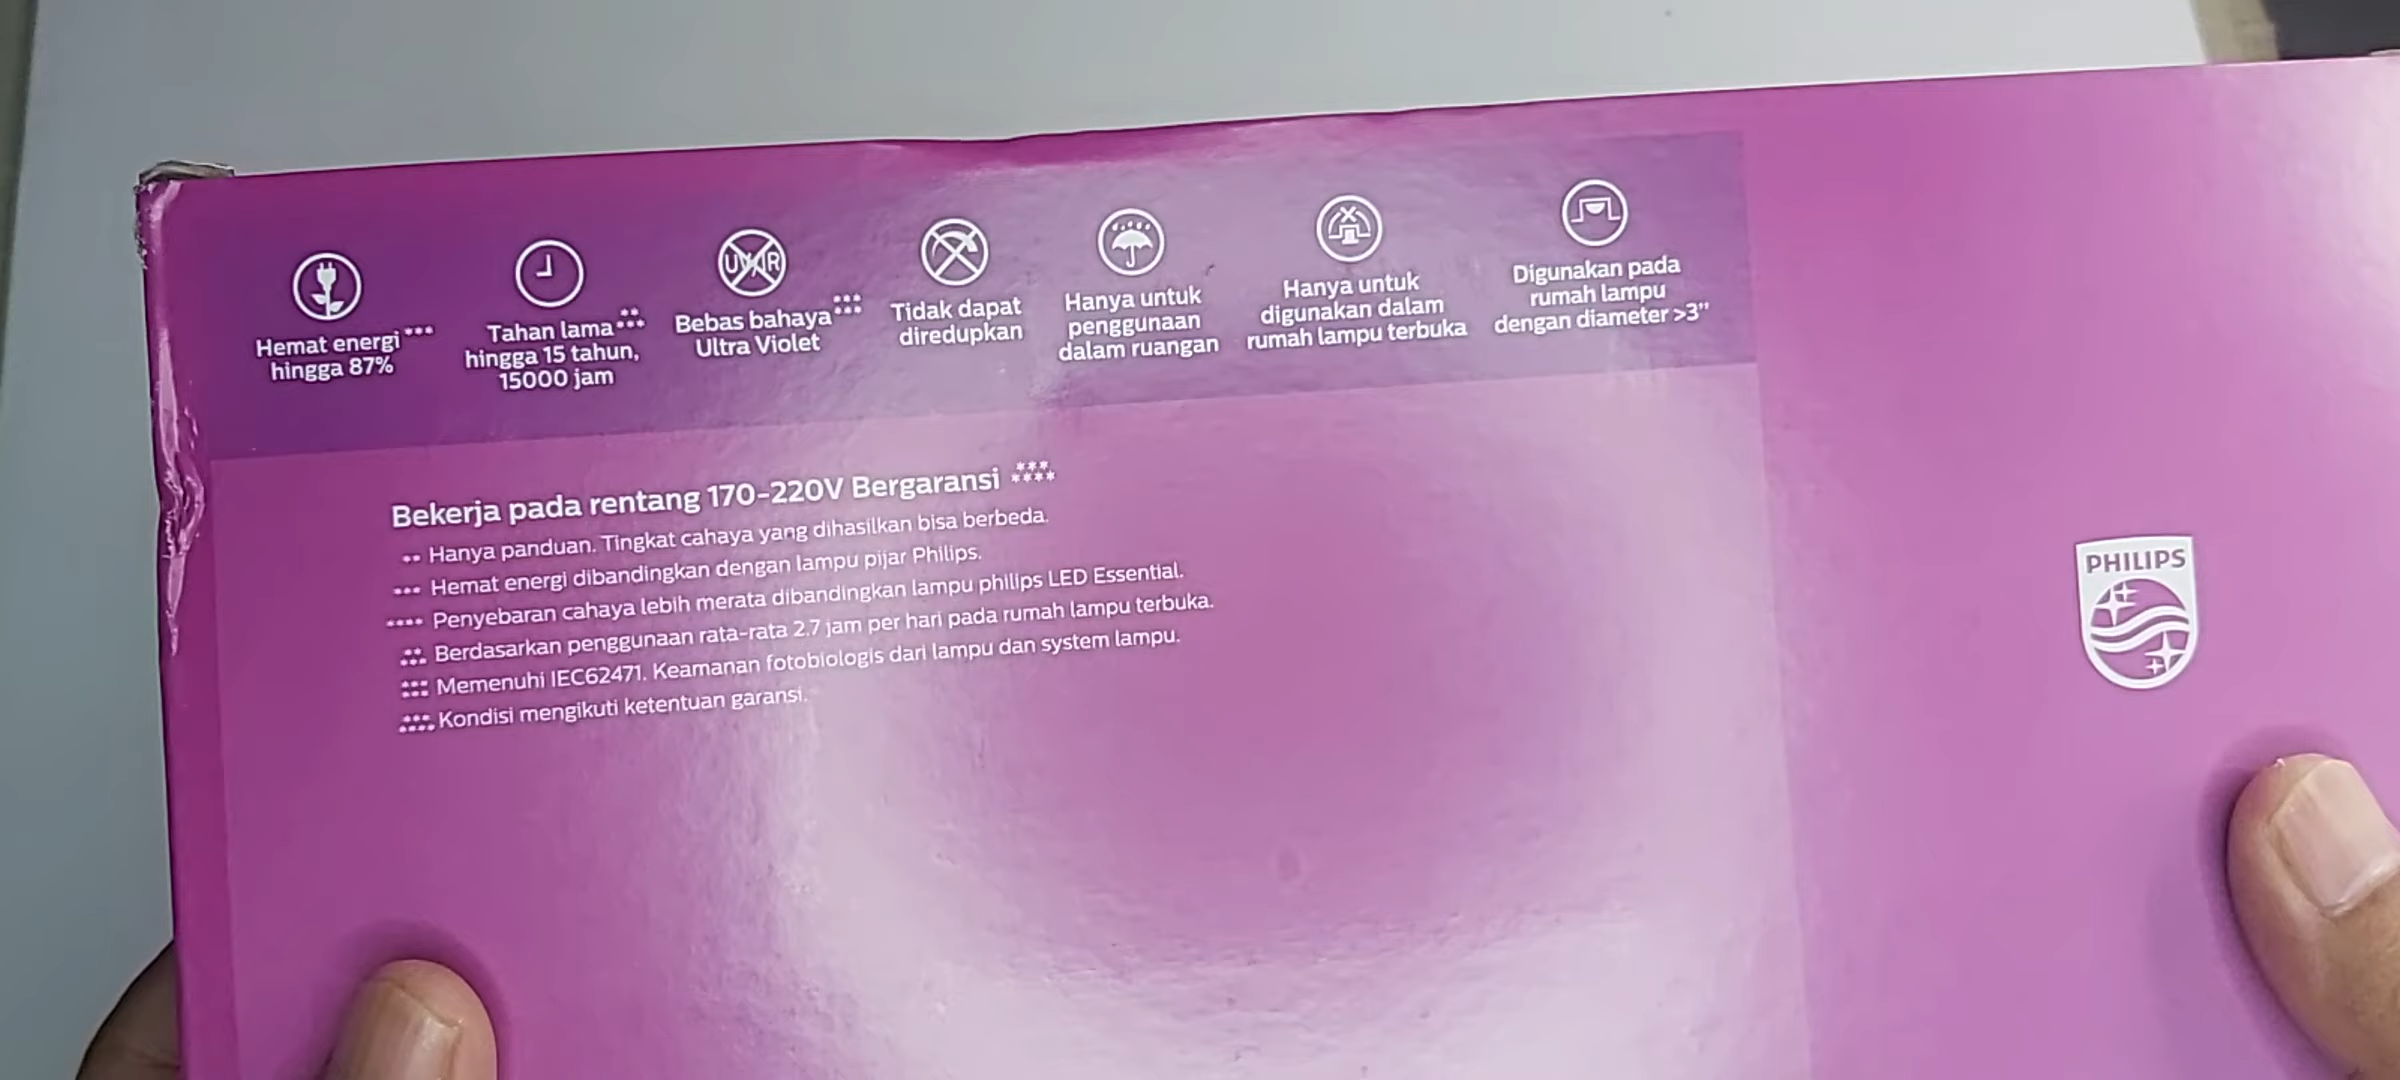 Hemat energi***
hingga 87%
Tahan lama*****
hingga 15 tahun,
15000 jam
UV IR
Bebas bahaya******
Ultra Violet
Tidak dapat
diredupkan
Hanya untuk
penggunaan
dalam ruangan
Hanya untuk
digunakan dalam
rumah lampu terbuka
Digunakan pada
rumah lampu
dengan diameter >3”
Bekerja pada rentang 170-220V Bergaransi *******
** Hanya panduan. Tingkat cahaya yang dihasilkan bisa berbeda.
*** Hemat energi dibandingkan dengan lampu pijar Philips.
**** Penyebaran cahaya lebih merata dibandingkan lampu philips LED Essential.
***** Berdasarkan penggunaan rata-rata 2.7 jam per hari pada rumah lampu terbuka.
****** Memenuhi IEC62471. Keamanan fotobiologis dari lampu dan system lampu.
******* Kondisi mengikuti ketentuan garansi.
PHILIPS